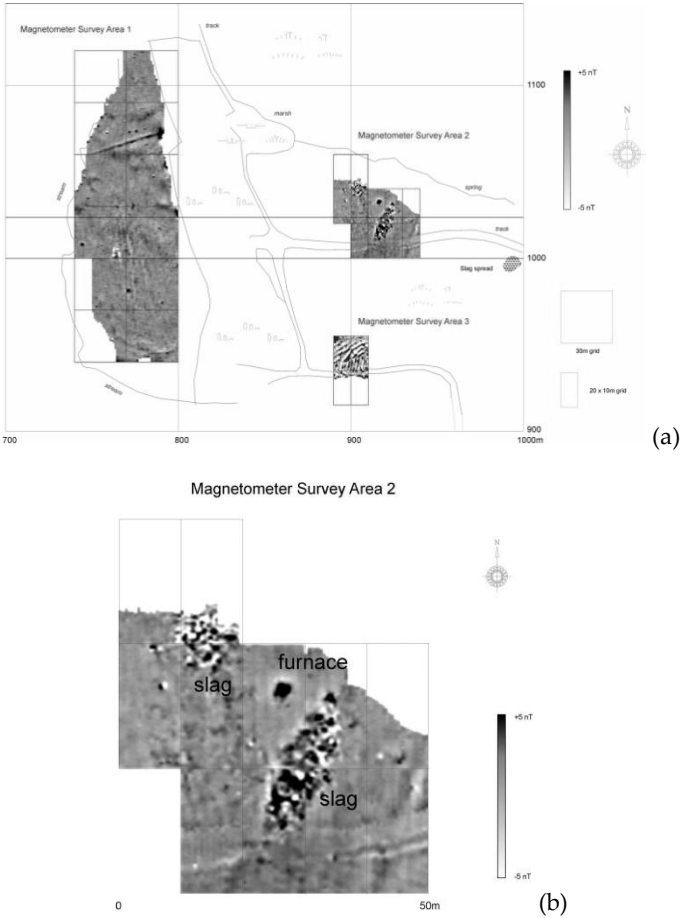 Magnetometer Survey Area 1
track
+5 nT
1100
N
marsh
Magnetometer Survey Area 2
stream
spring
-5 nT
track
1000
Slag spread
Magnetometer Survey Area 3
30m grid
stream
20 x 10m grid
900
700
800
900
1000m
(a)
Magnetometer Survey Area 2
N
furnace
slag
+5 nT
slag
-5 nT
0
50m
(b)